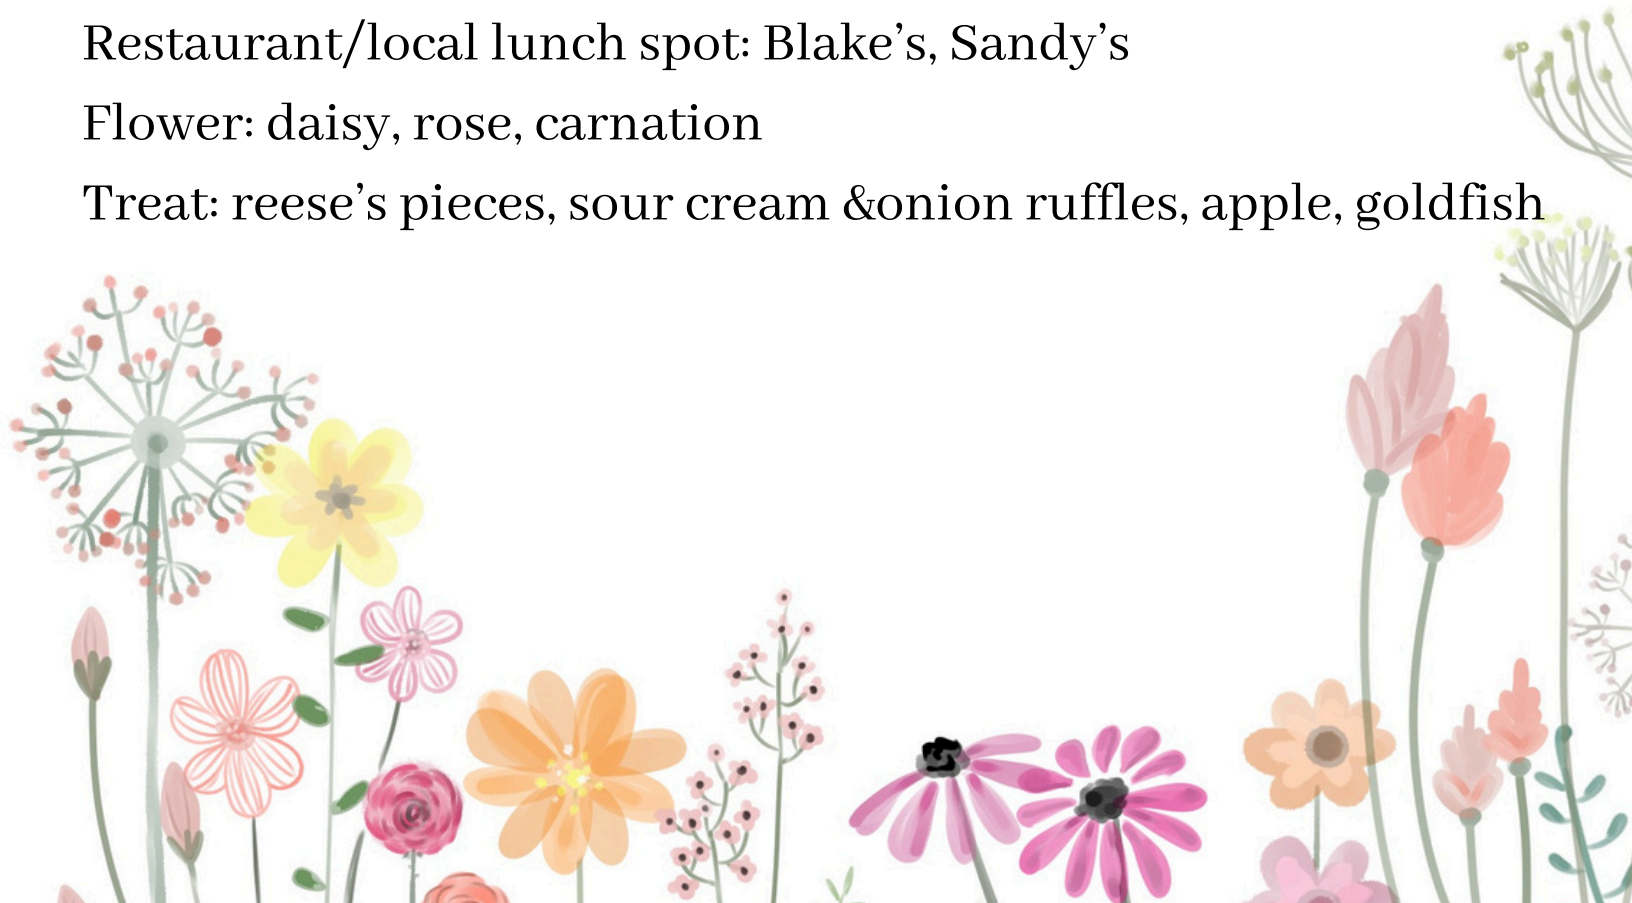 Restaurant/local lunch spot: Blake’s, Sandy’s
Flower: daisy, rose, carnation
Treat: reese’s pieces, sour cream &onion ruffles, apple, goldfish